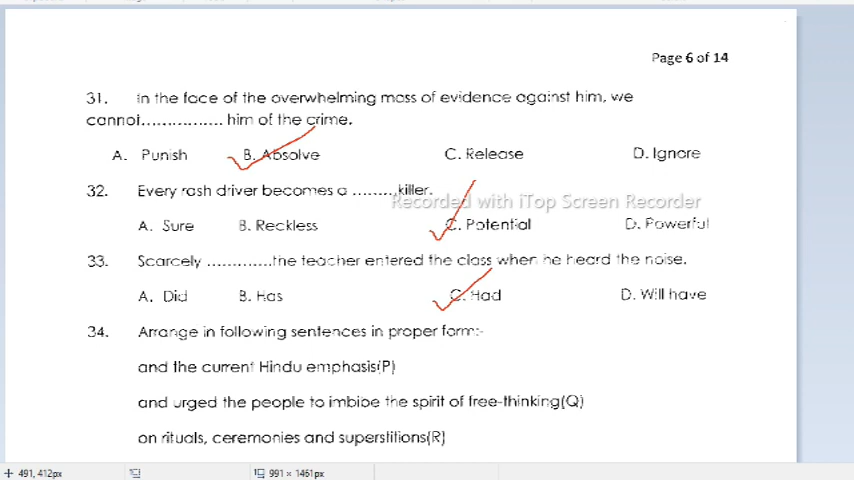 Page 6 of 14
31. In the face of the overwhelming mass of evidence against him, we
cannot................ him of the crime.
A. Punish B. Absolve C. Release D. Ignore
32. Every rash driver becomes a .........killer.
Recorded with iTop Screen Recorder
A. Sure B. Reckless C. Potential D. Powerful
33. Scarcely .............the teacher entered the class when he heard the noise.
A. Did B. Has C. Had D. Will have
34. Arrange in following sentences in proper form:-
and the current Hindu emphasis(P)
and urged the people to imbibe the spirit of free-thinking(Q)
on rituals, ceremonies and superstitions(R)
491, 412px 991 × 1461px